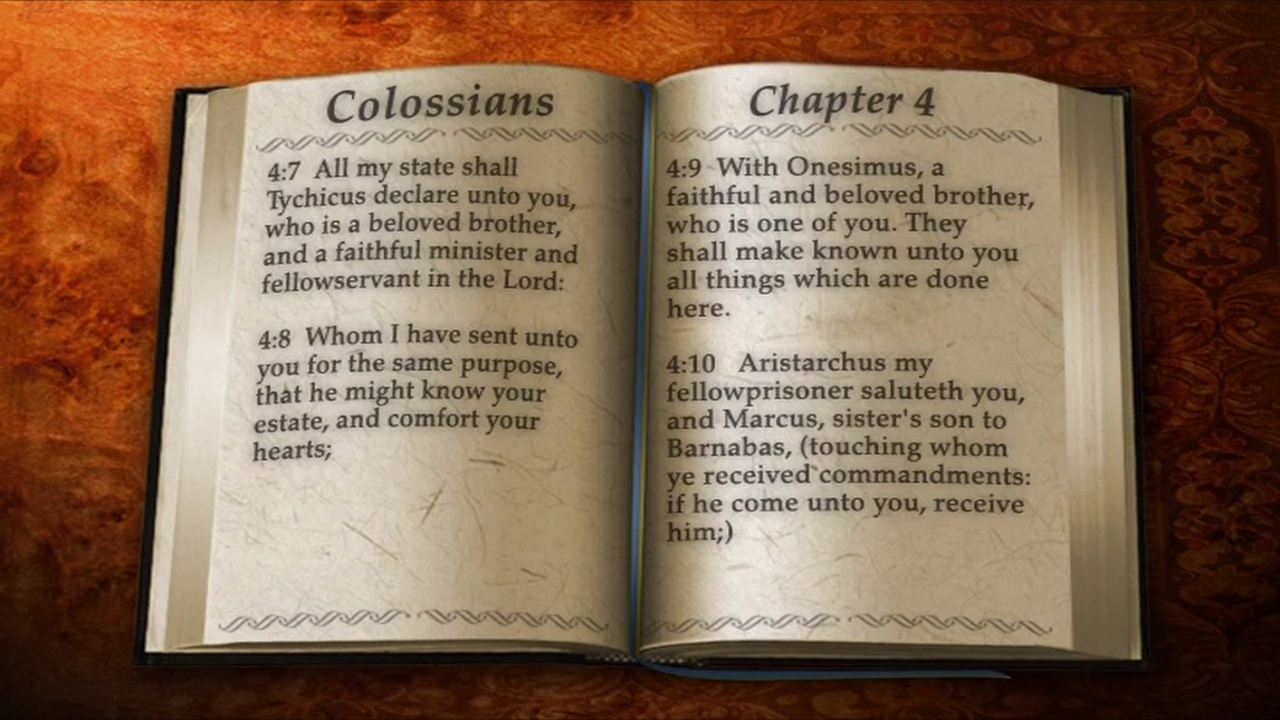 Colossians
4:7 All my state shall
Tychicus declare unto you,
who is a beloved brother,
and a faithful minister and
fellowservant in the Lord:
4:8 Whom I have sent unto
you for the same purpose,
that he might know your
estate, and comfort your
hearts;
Chapter 4
4:9 With Onesimus, a
faithful and beloved brother,
who is one of you. They
shall make known unto you
all things which are done
here.
4:10 Aristarchus my
fellowprisoner saluteth you,
and Marcus, sister's son to
Barnabas, (touching whom
ye received commandments:
if he come unto you, receive
him;)